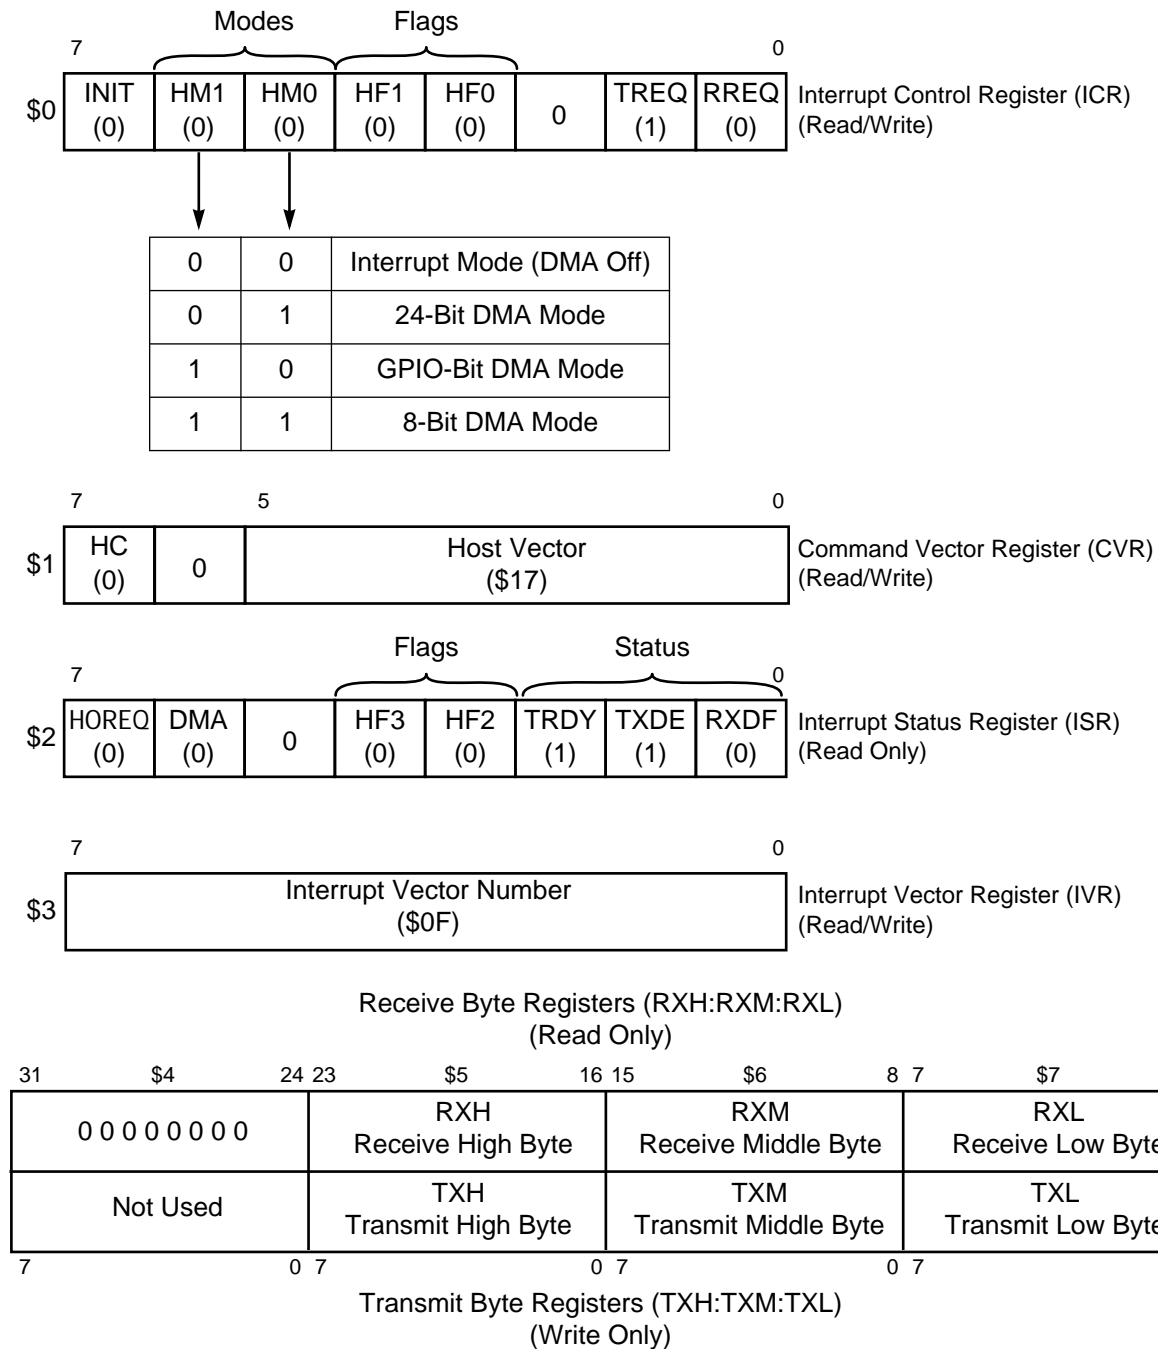 Modes Flags
7 0
$0 INIT HM1 HM0 HF1 HF0 0 TREQ RREQ Interrupt Control Register (ICR)
(0) (0) (0) (0) (0) (1) (0) (Read/Write)
0 0 Interrupt Mode (DMA Off)
0 1 24-Bit DMA Mode
1 0 GPIO-Bit DMA Mode
1 1 8-Bit DMA Mode
7 5 0
$1 HC 0 Host Vector Command Vector Register (CVR)
(0) ($17) (Read/Write)
Flags Status
7 0
$2 HOREQ DMA 0 HF3 HF2 TRDY TXDE RXDF Interrupt Status Register (ISR)
(0) (0) (0) (0) (1) (1) (0) (Read Only)
7 0
$3 Interrupt Vector Number Interrupt Vector Register (IVR)
($0F) (Read/Write)
Receive Byte Registers (RXH:RXM:RXL)
(Read Only)
31 $4 24 23 $5 16 15 $6 8 7 $7
0 0 0 0 0 0 0 0 RXH RXM RXL
Receive High Byte Receive Middle Byte Receive Low Byte
Not Used TXH TXM TXL
Transmit High Byte Transmit Middle Byte Transmit Low Byte
7 0 7 0 7 0 7
Transmit Byte Registers (TXH:TXM:TXL)
(Write Only)